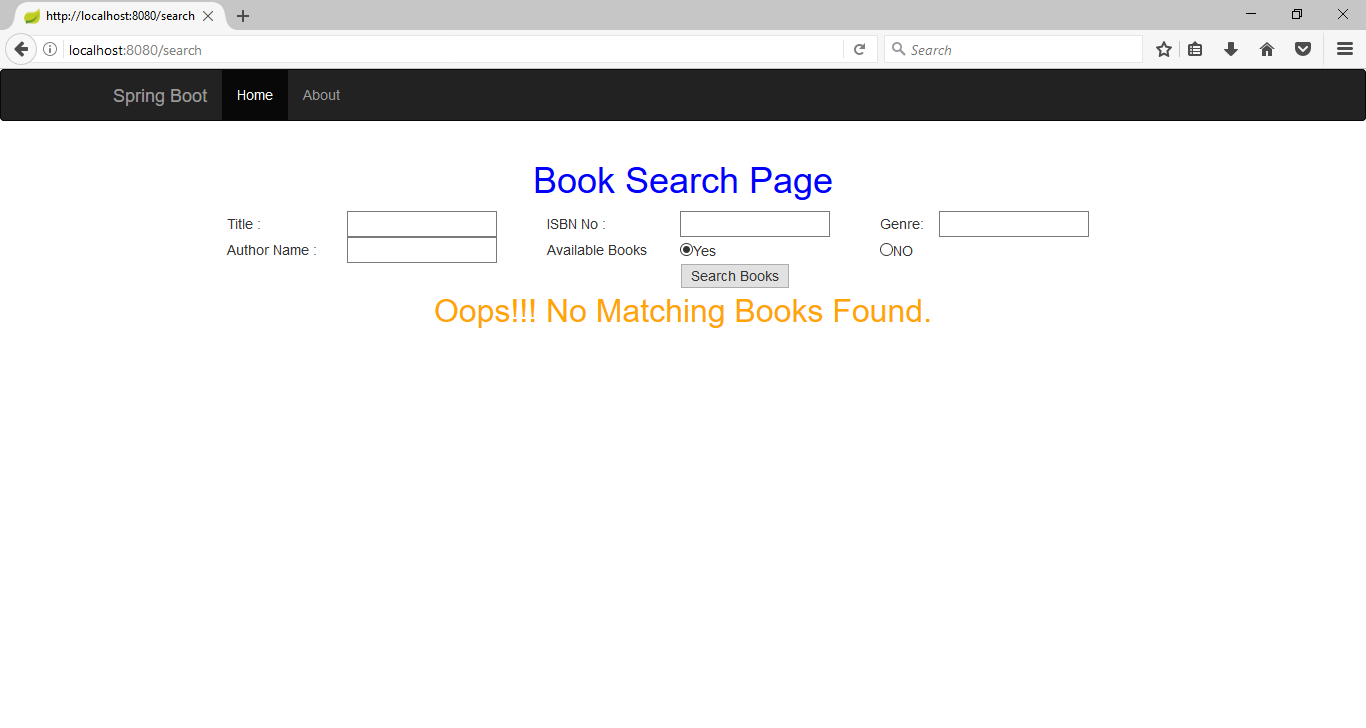 http://localhost:8080/search
localhost:8080/search Search
Spring Boot Home About
Book Search Page
Title : ISBN No : Genre:
Author Name : Available Books Yes NO
Search Books
Oops!!! No Matching Books Found.